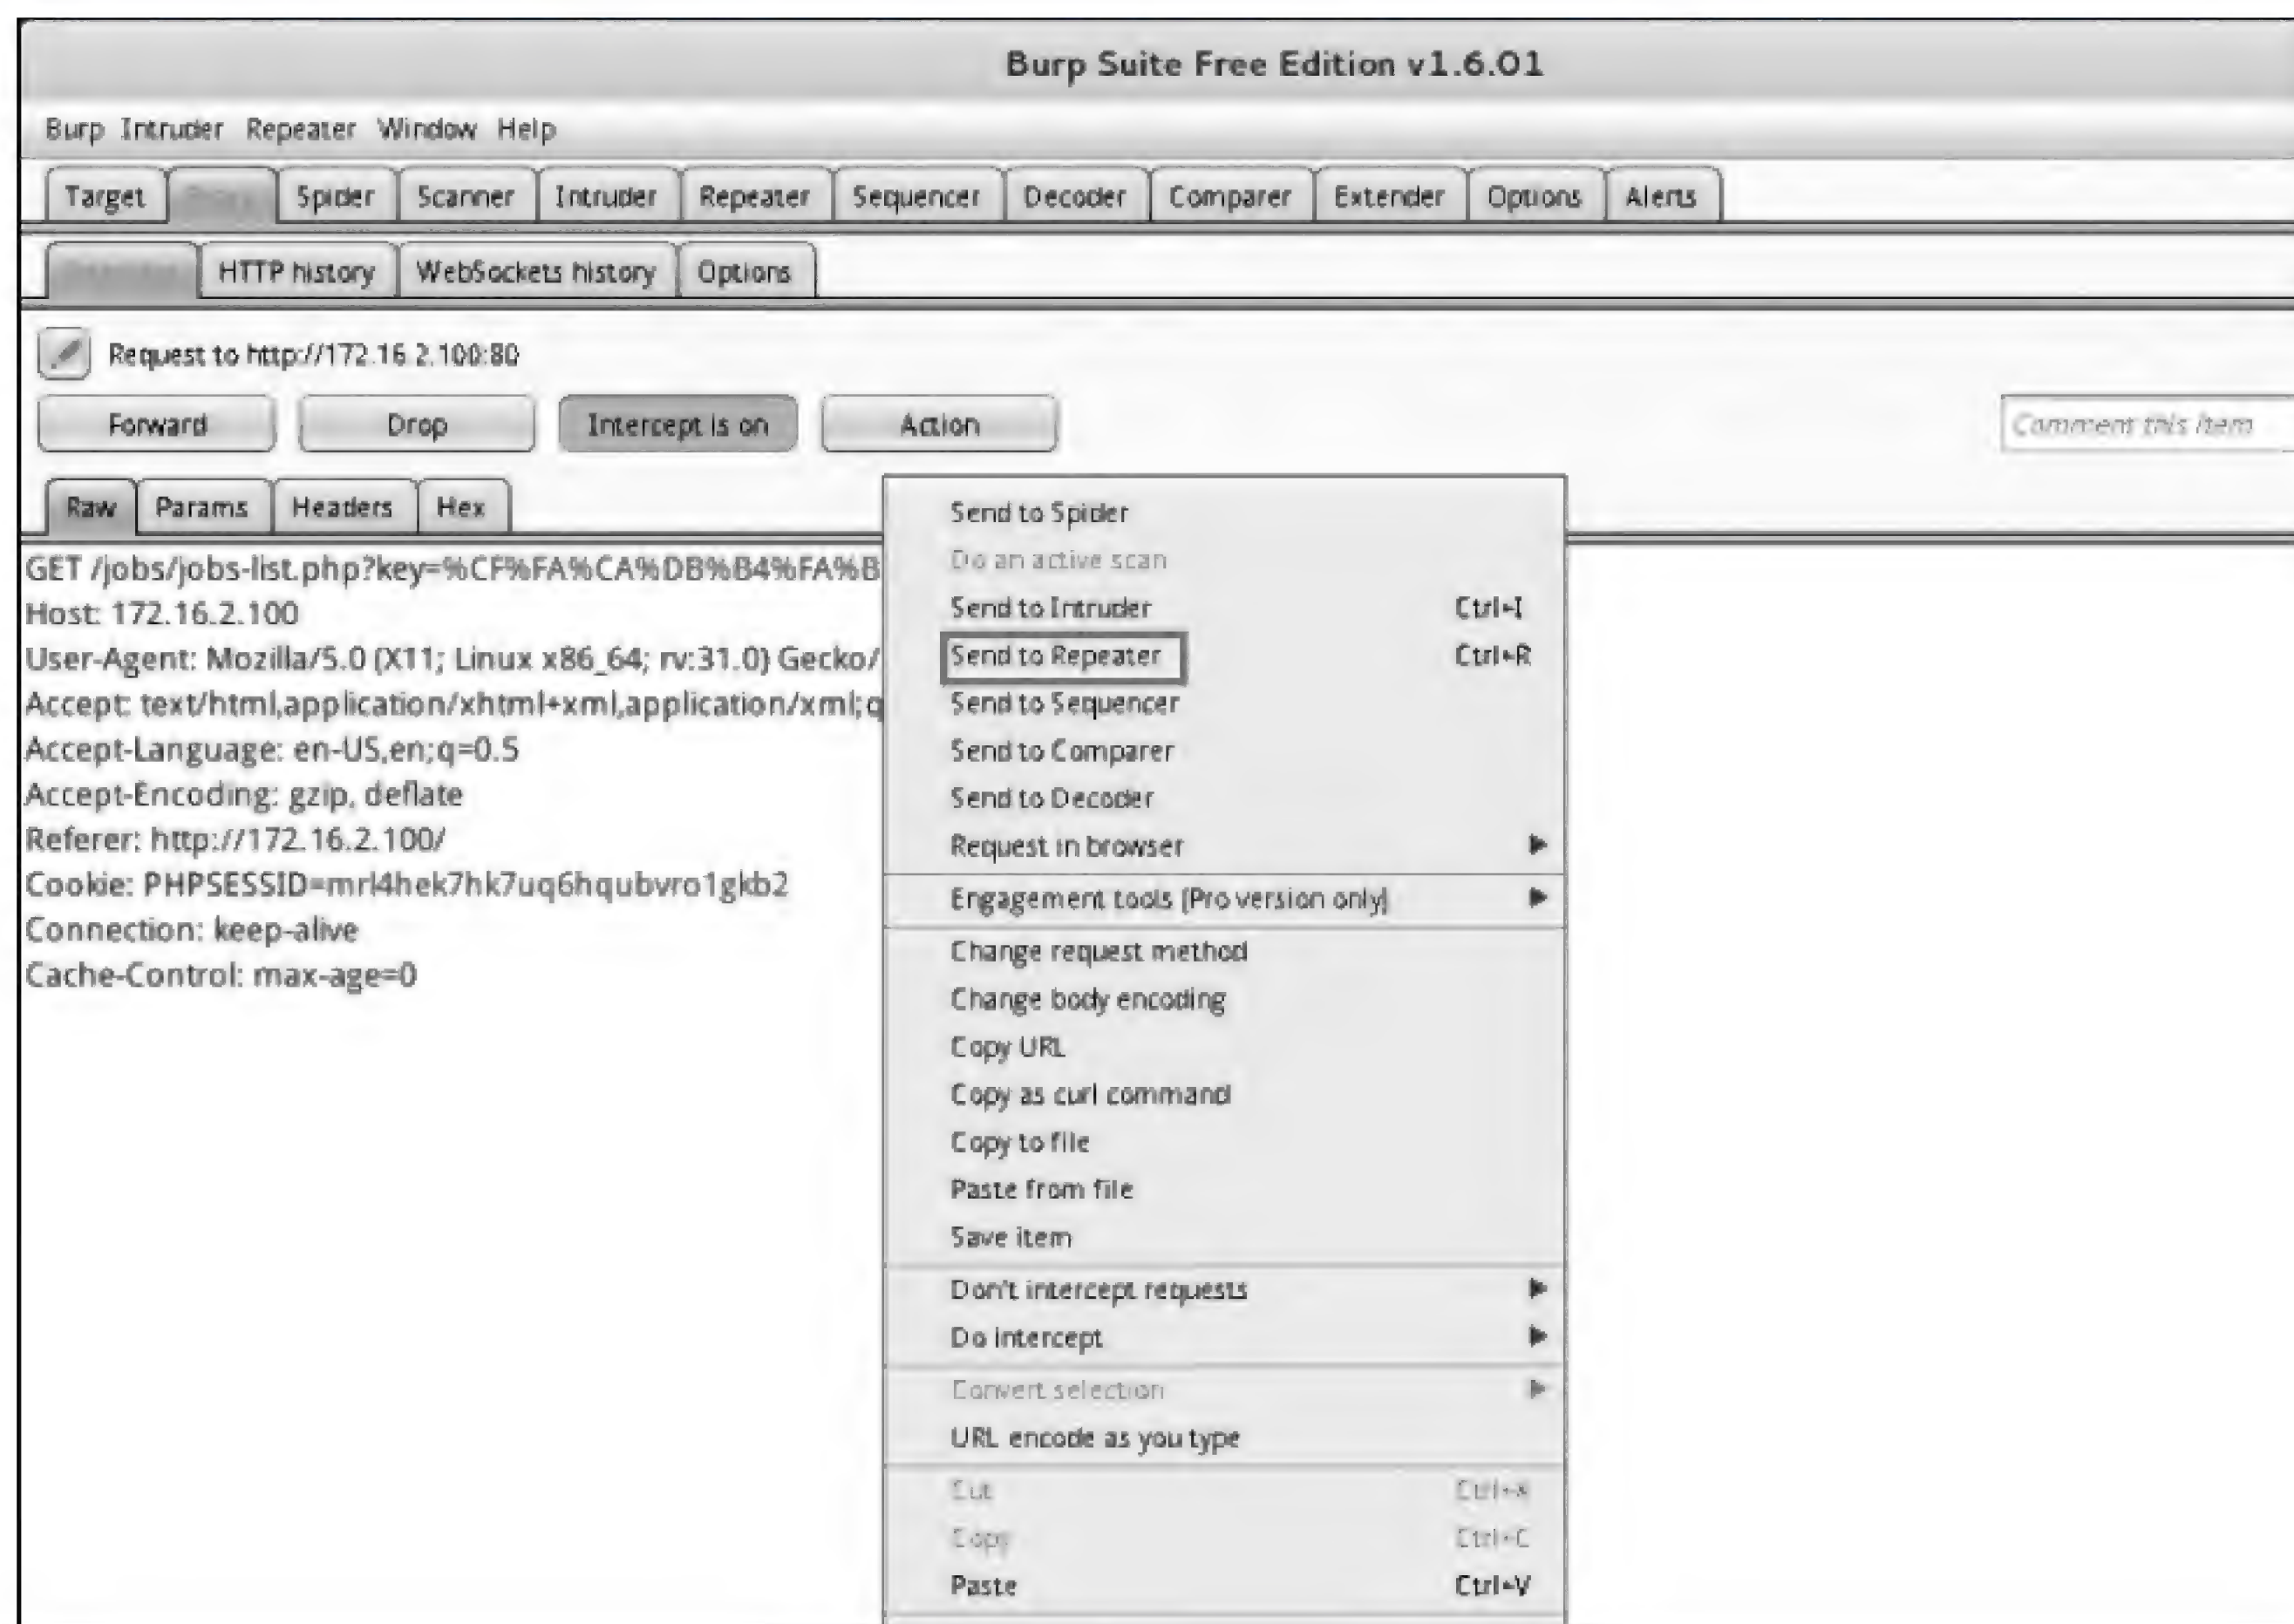 Burp Suite Free Edition v1.6.01
Burp Intruder Repeater Window Help
Target Spider Scanner Intruder Repeater Sequencer Decoder Comparer Extender Options Alerts
HTTP history WebSockets history Options
Request to http://172.16.2.100:80
Forward Drop Intercept is on Action Comment this item
Raw Params Headers Hex
GET /jobs/jobs-list.php?key=%CF%FA%CA%DB%B4%FA%B
Host: 172.16.2.100
User-Agent: Mozilla/5.0 (X11; Linux x86_64; rv:31.0) Gecko/
Accept: text/html,application/xhtml+xml,application/xml;q
Accept-Language: en-US,en;q=0.5
Accept-Encoding: gzip, deflate
Referer: http://172.16.2.100/
Cookie: PHPSESSID=mrl4hek7hk7uq6hqubvro1gkb2
Connection: keep-alive
Cache-Control: max-age=0
Send to Spider
Do an active scan
Send to Intruder Ctrl+I
Send to Repeater Ctrl+R
Send to Sequencer
Send to Comparer
Send to Decoder
Request in browser
Engagement tools [Pro version only]
Change request method
Change body encoding
Copy URL
Copy as curl command
Copy to file
Paste from file
Save item
Don't intercept requests
Do intercept
Convert selection
URL encode as you type
Cut Ctrl+X
Copy Ctrl+C
Paste Ctrl+V